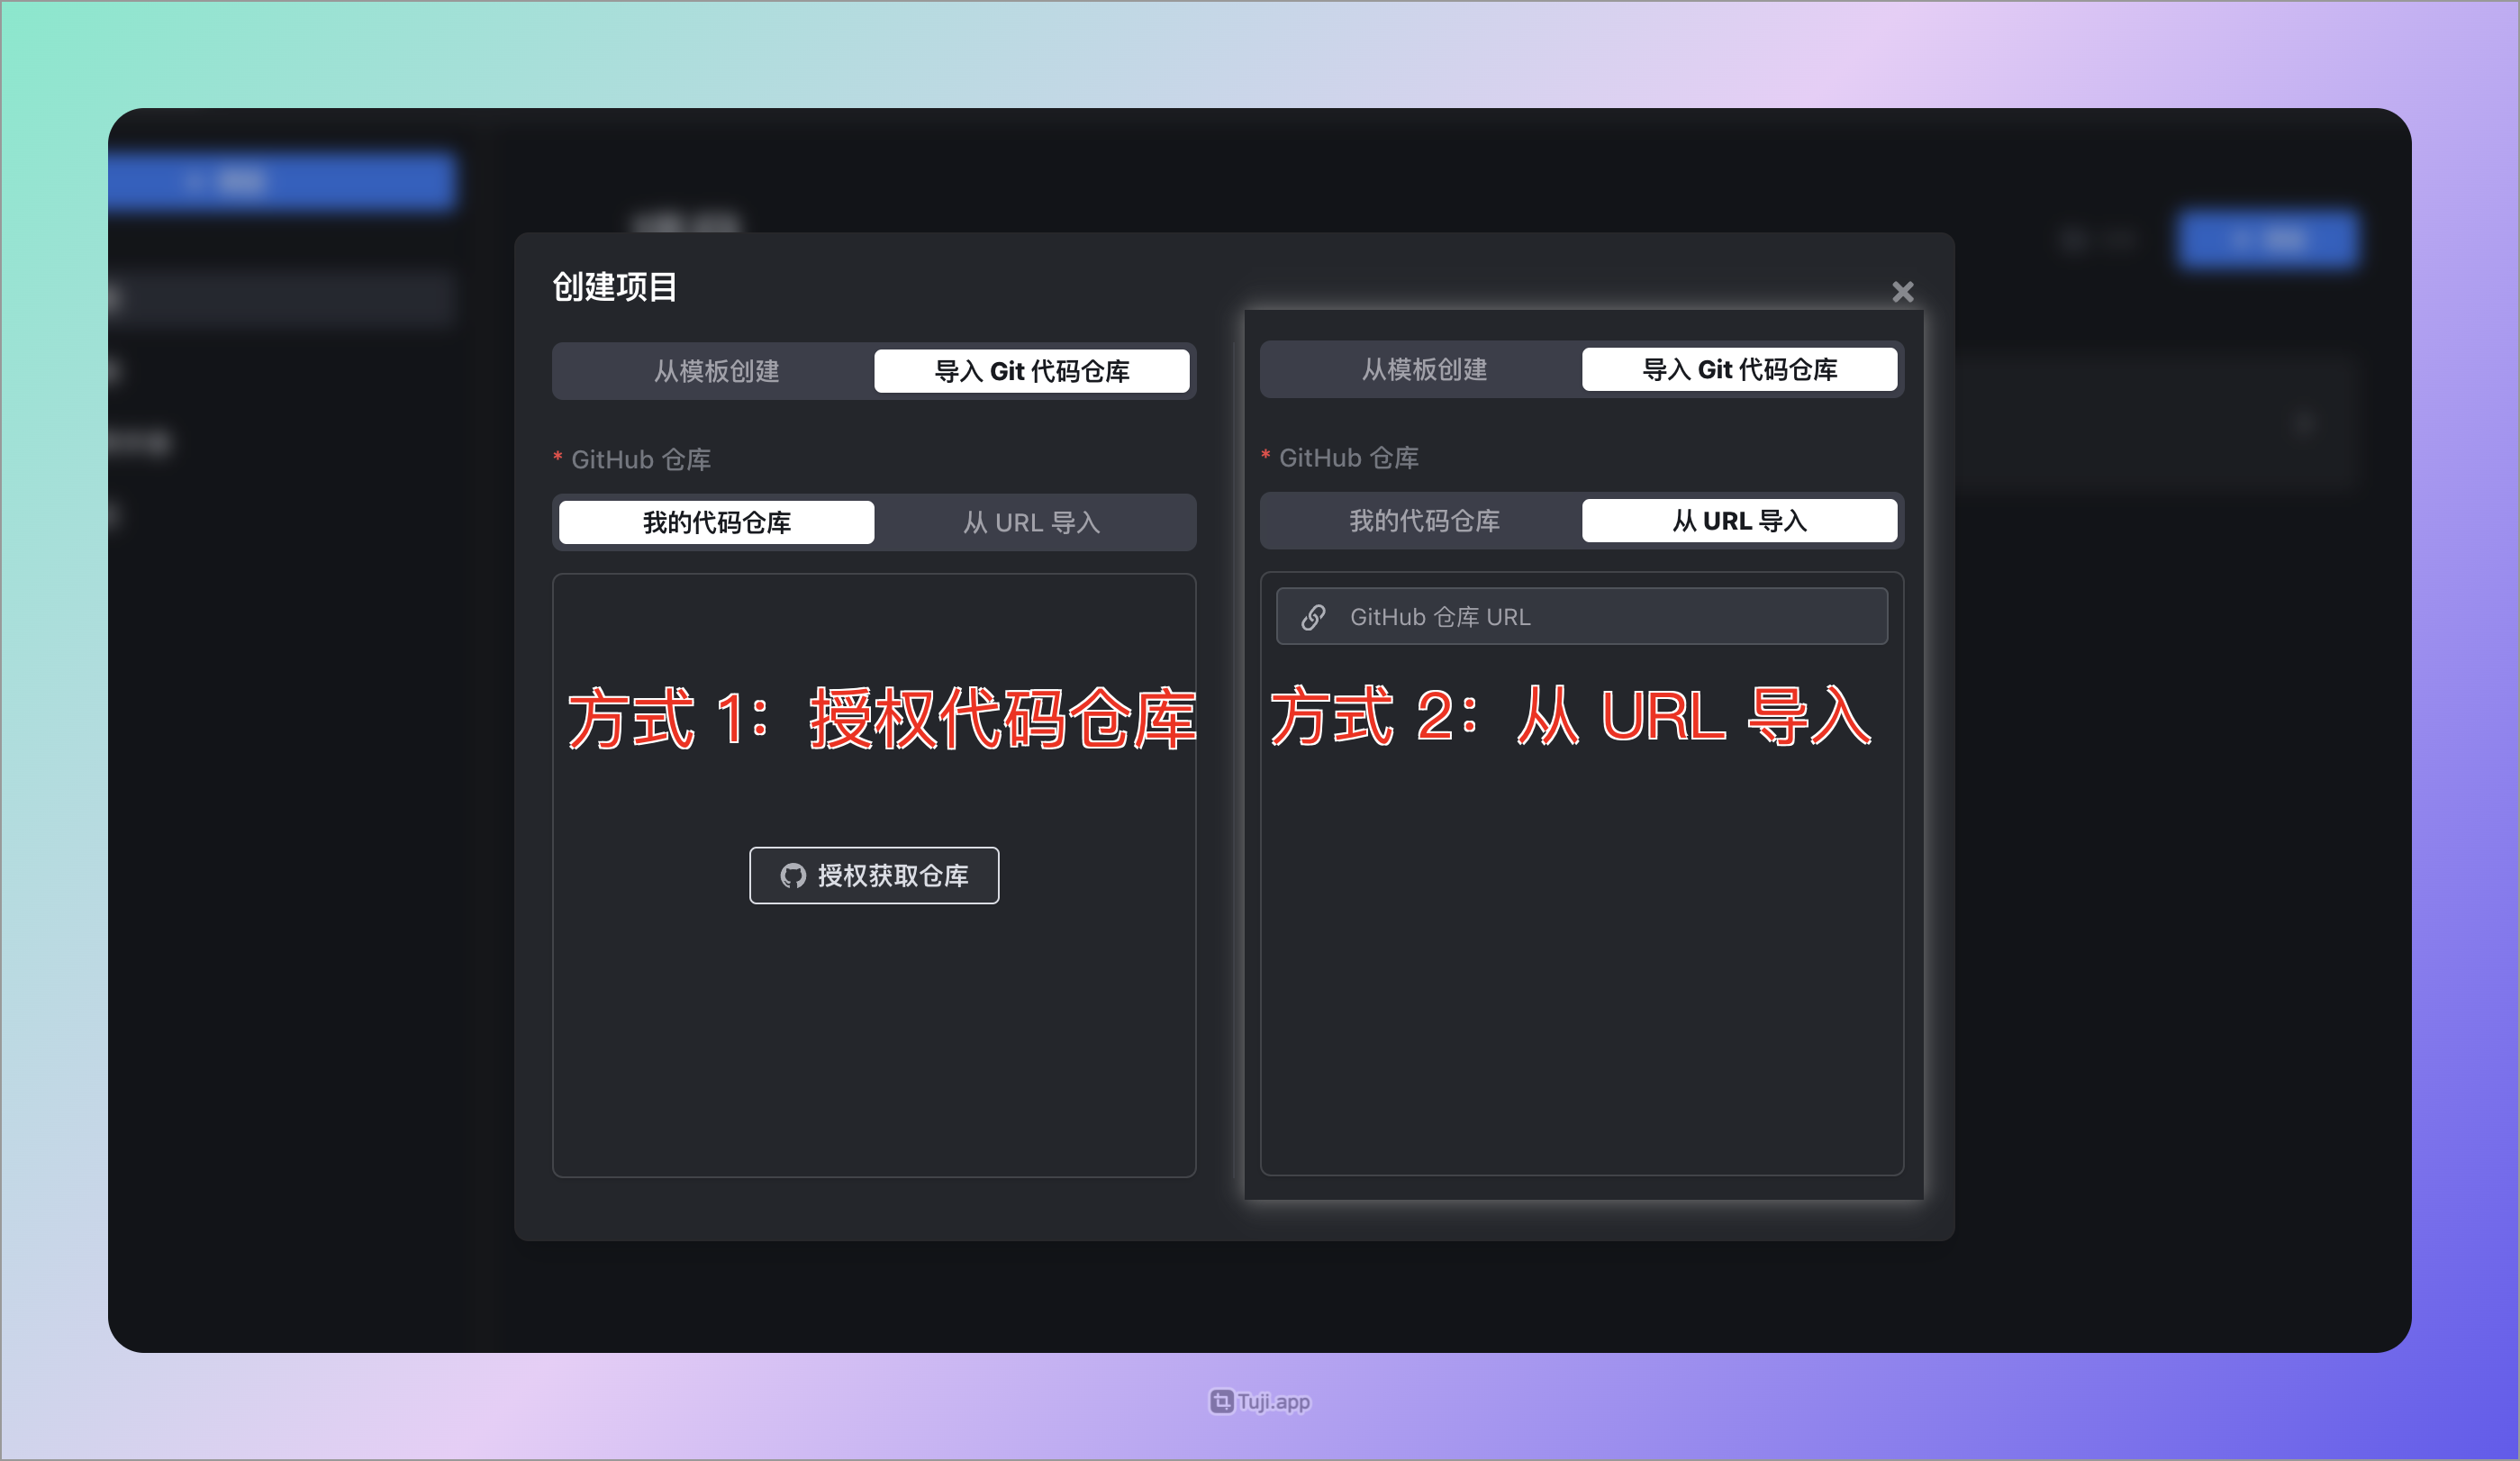 创建项目
从模板创建
导入 Git 代码仓库
* GitHub 仓库
我的代码仓库
从 URL 导入
方式 1：授权代码仓库
授权获取仓库
从模板创建
导入 Git 代码仓库
* GitHub 仓库
我的代码仓库
从 URL 导入
GitHub 仓库 URL
方式 2：从 URL 导入
Tuji.app